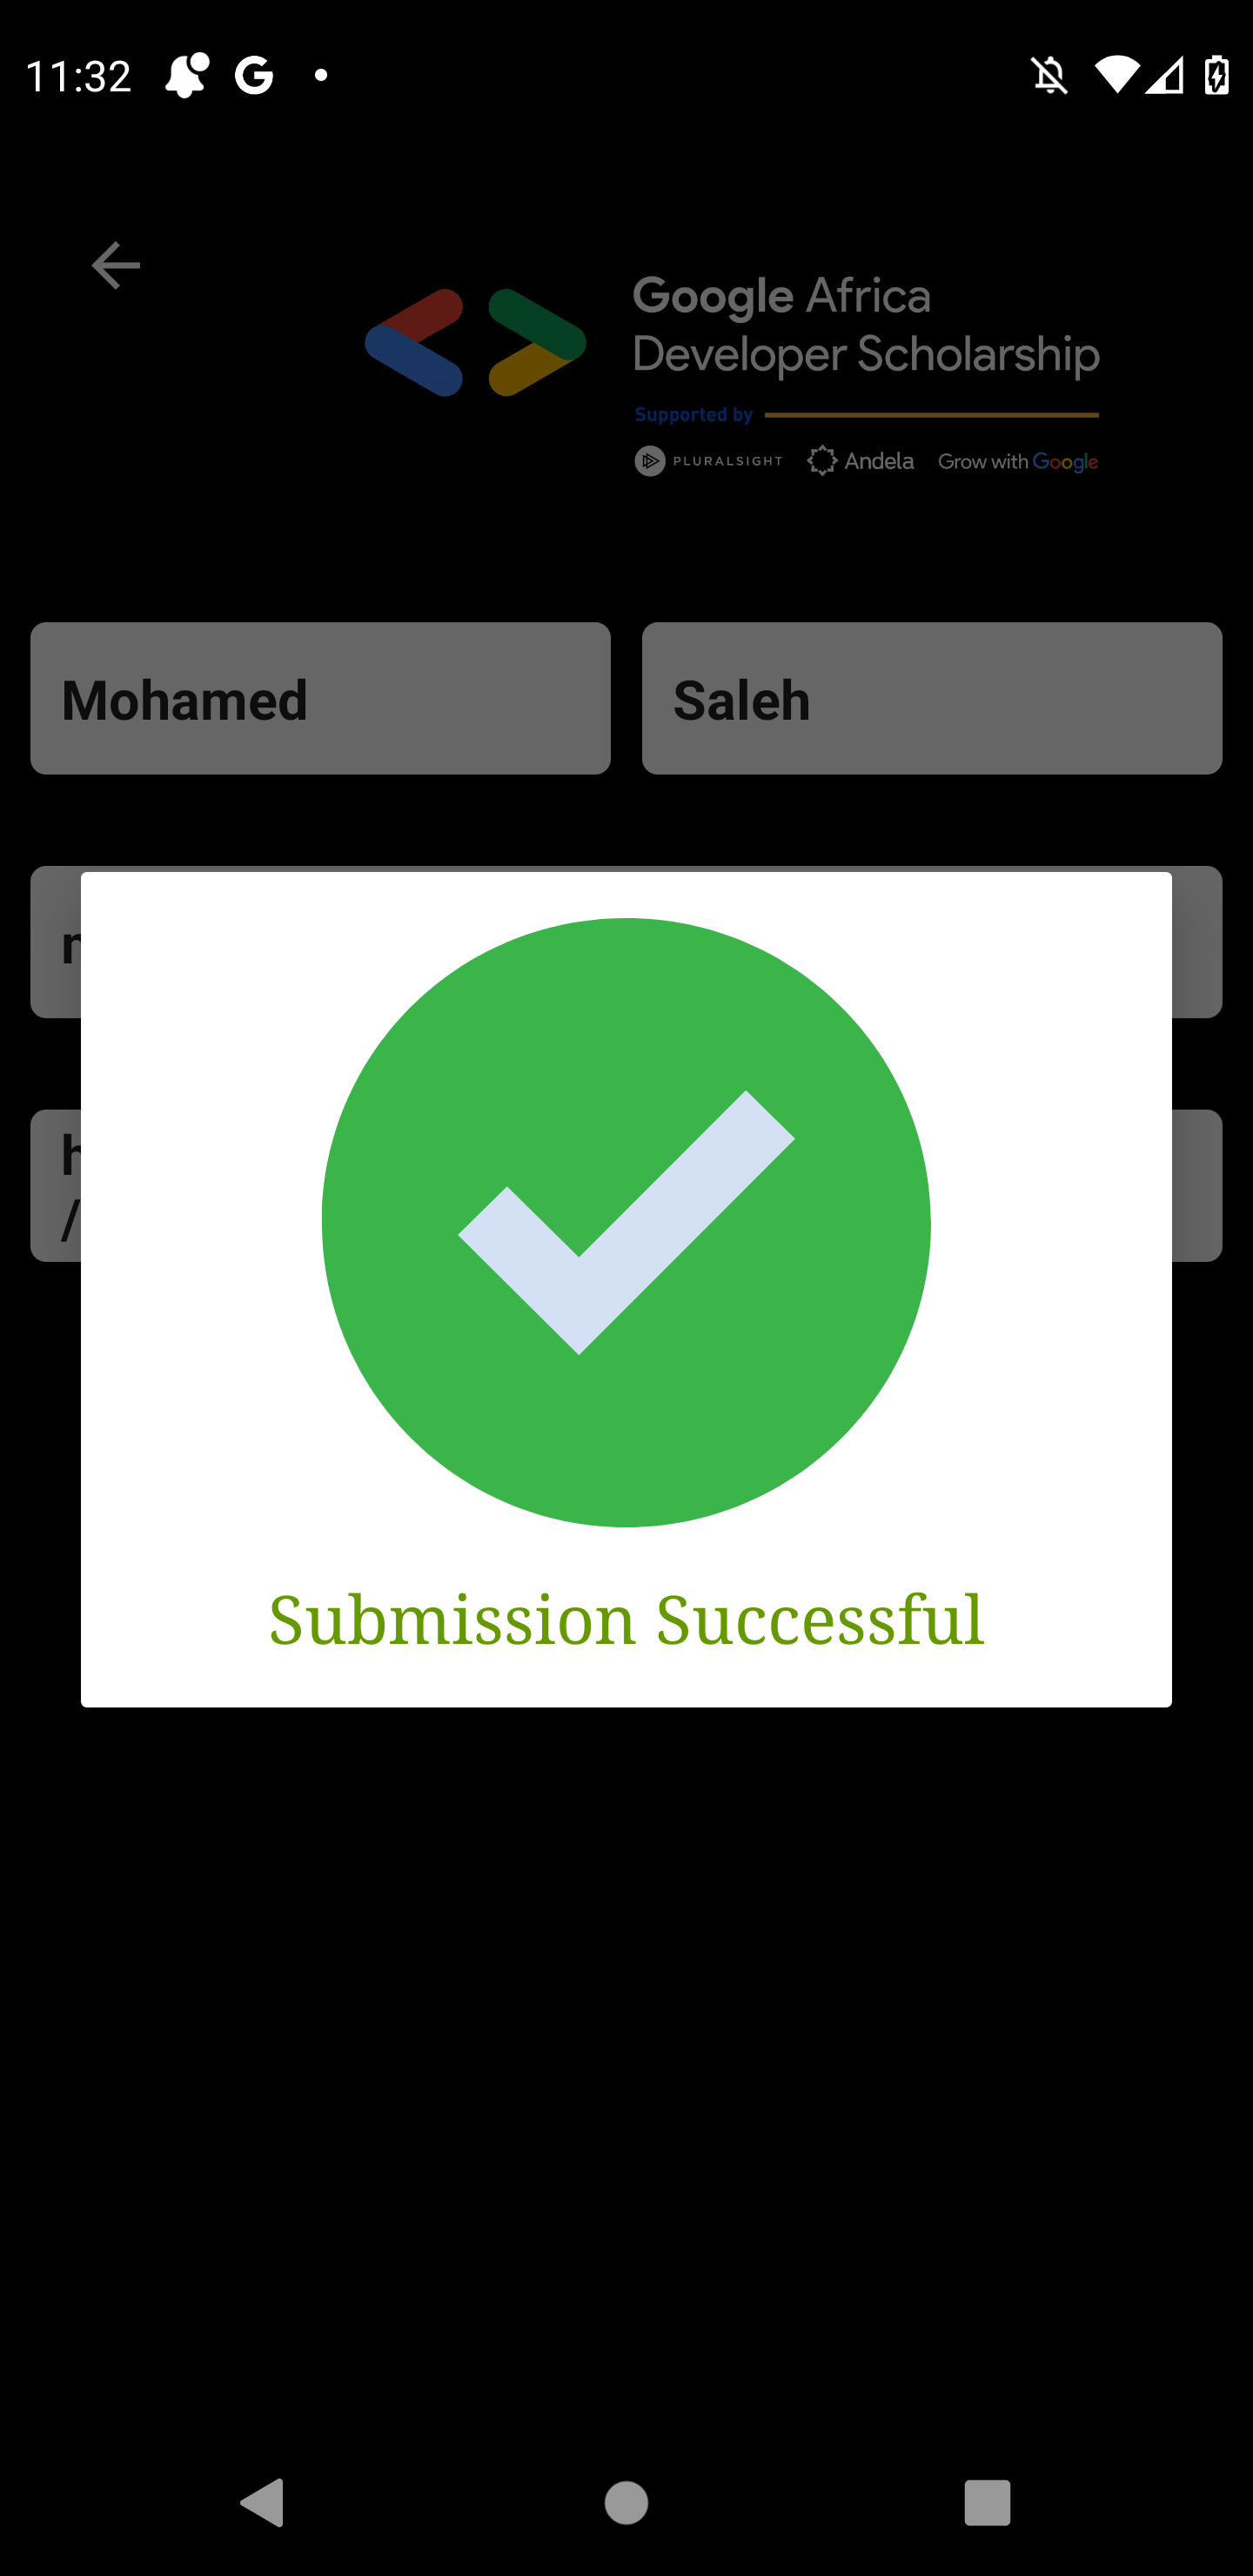 11:32
Google Africa
Developer Scholarship
Supported by
PLURALSIGHT Andela Grow with Google
Mohamed Saleh
Submission Successful